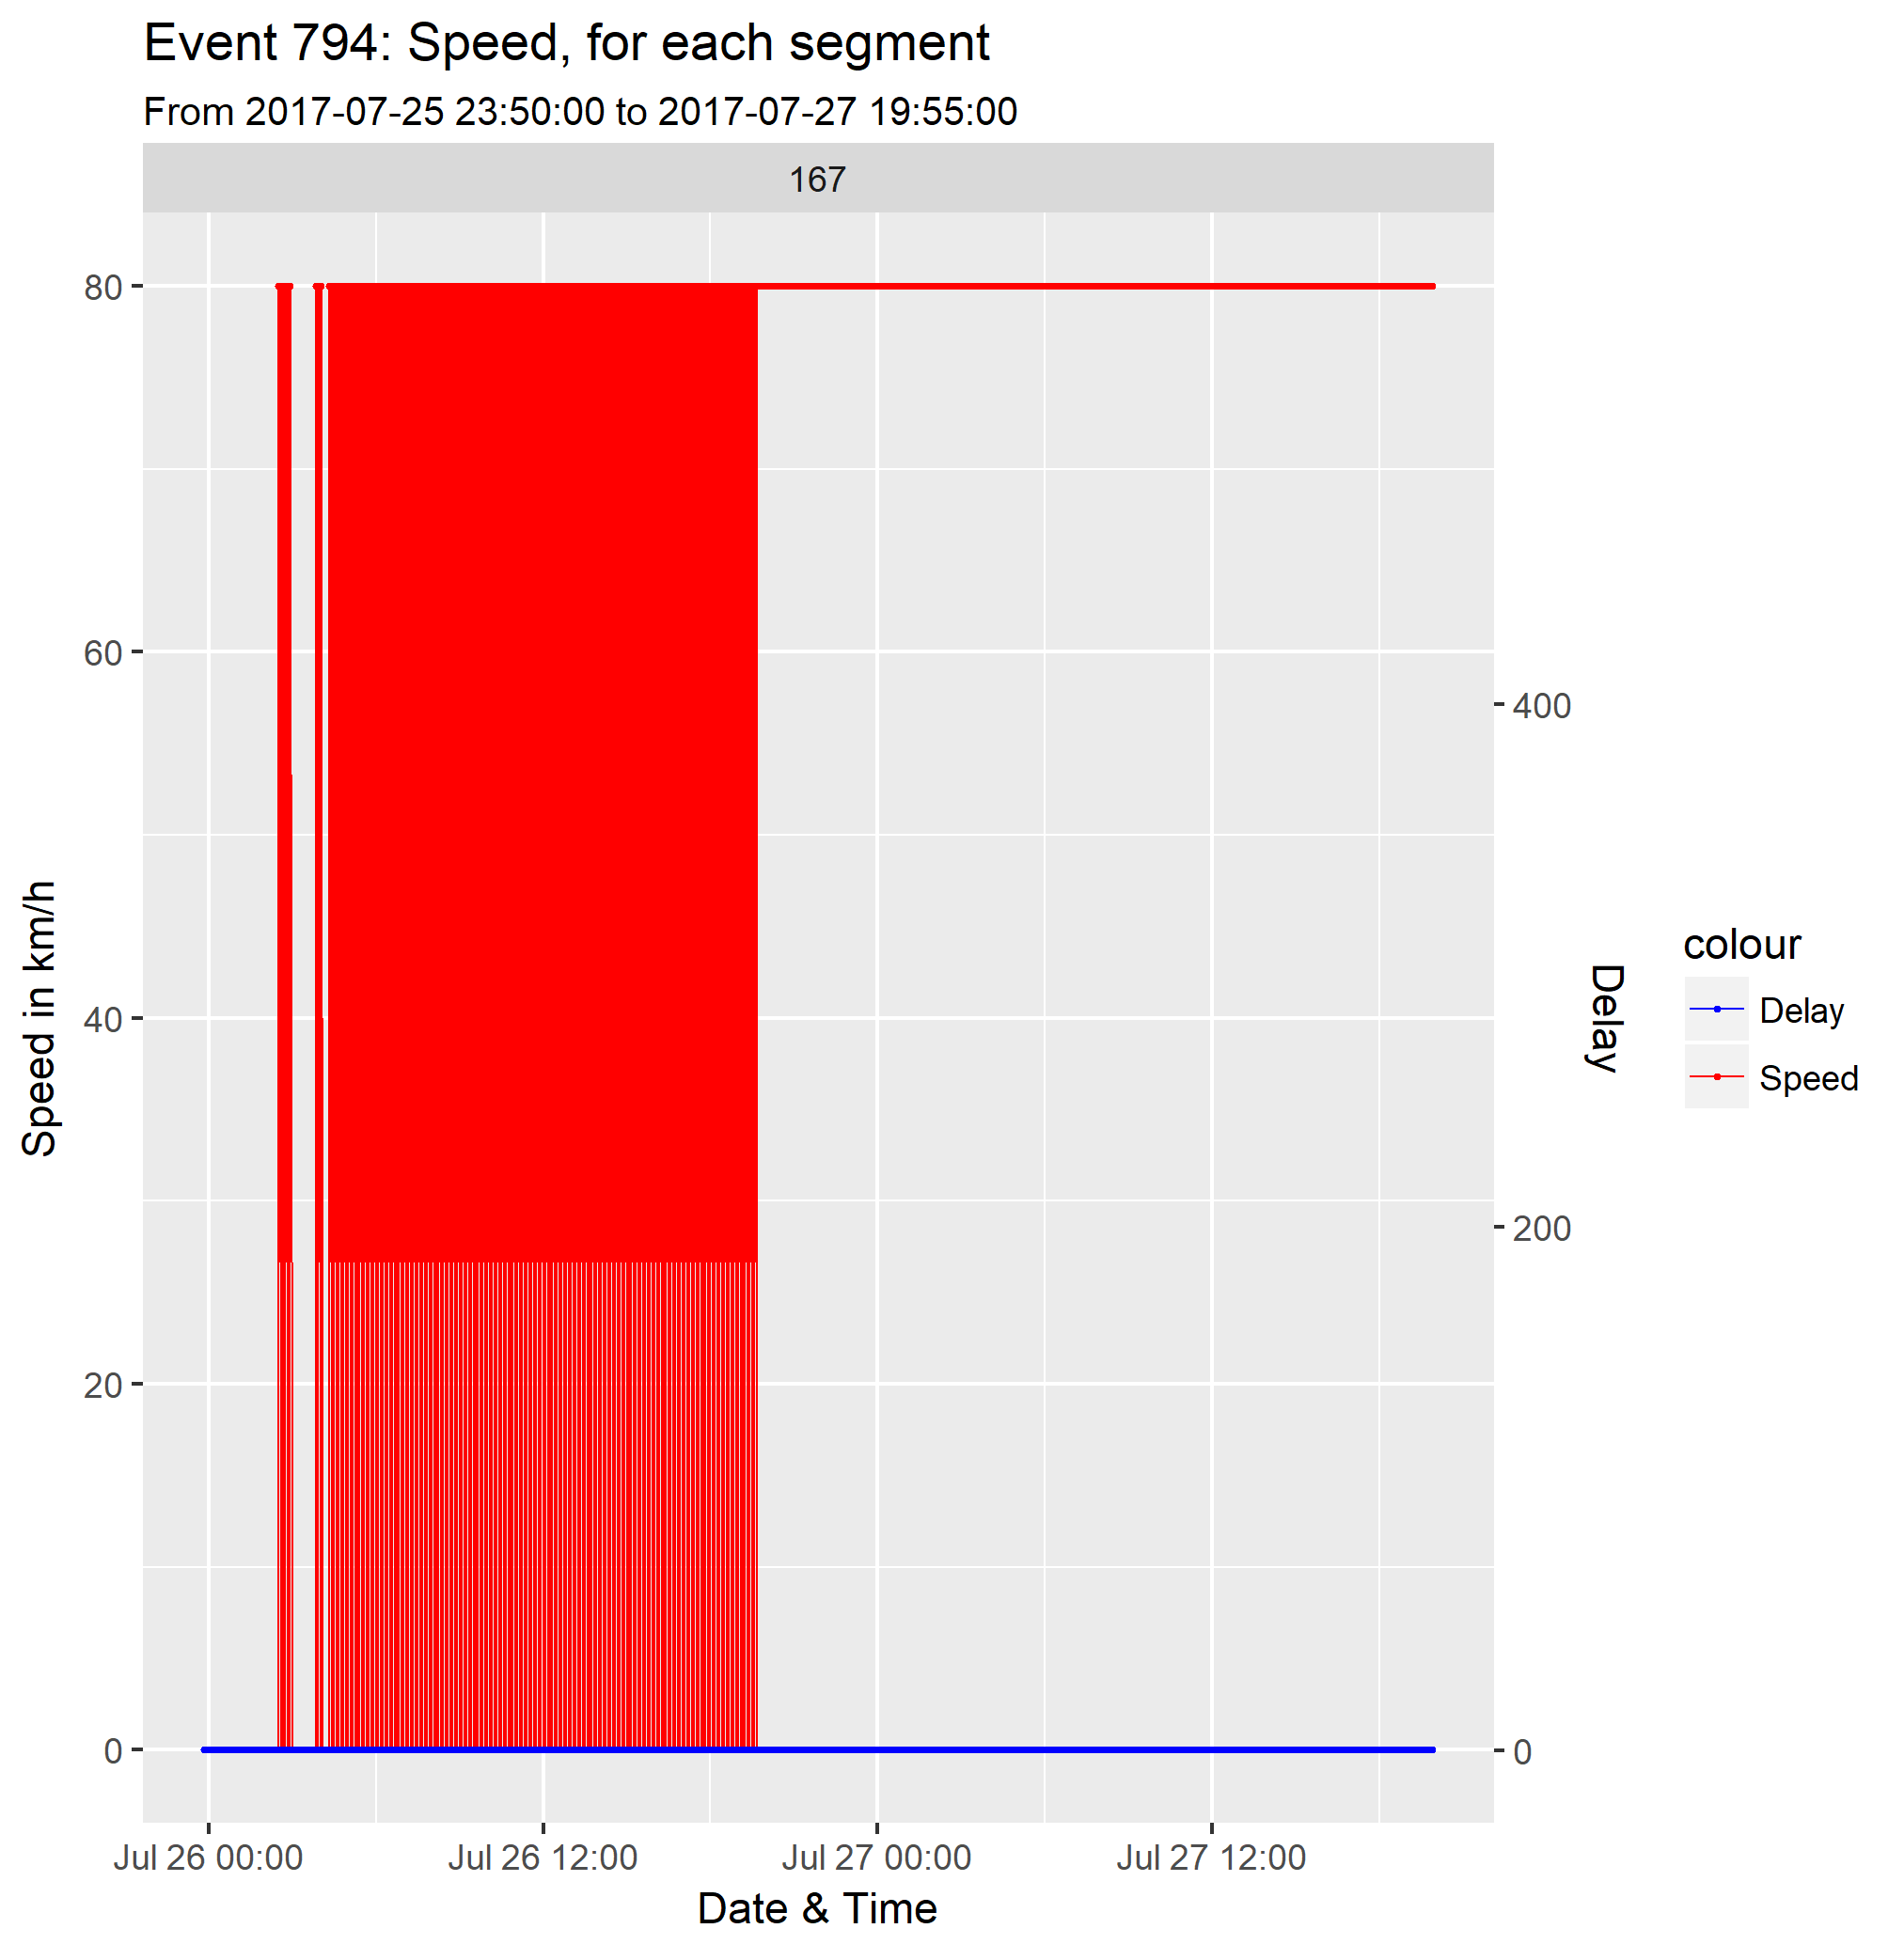 Event 794: Speed, for each segment
From 2017-07-25 23:50:00 to 2017-07-27 19:55:00
167
80
60
40
20
0
Speed in km/h
400
200
0
Delay
colour
Delay
Speed
Jul 26 00:00
Jul 26 12:00
Jul 27 00:00
Jul 27 12:00
Date & Time